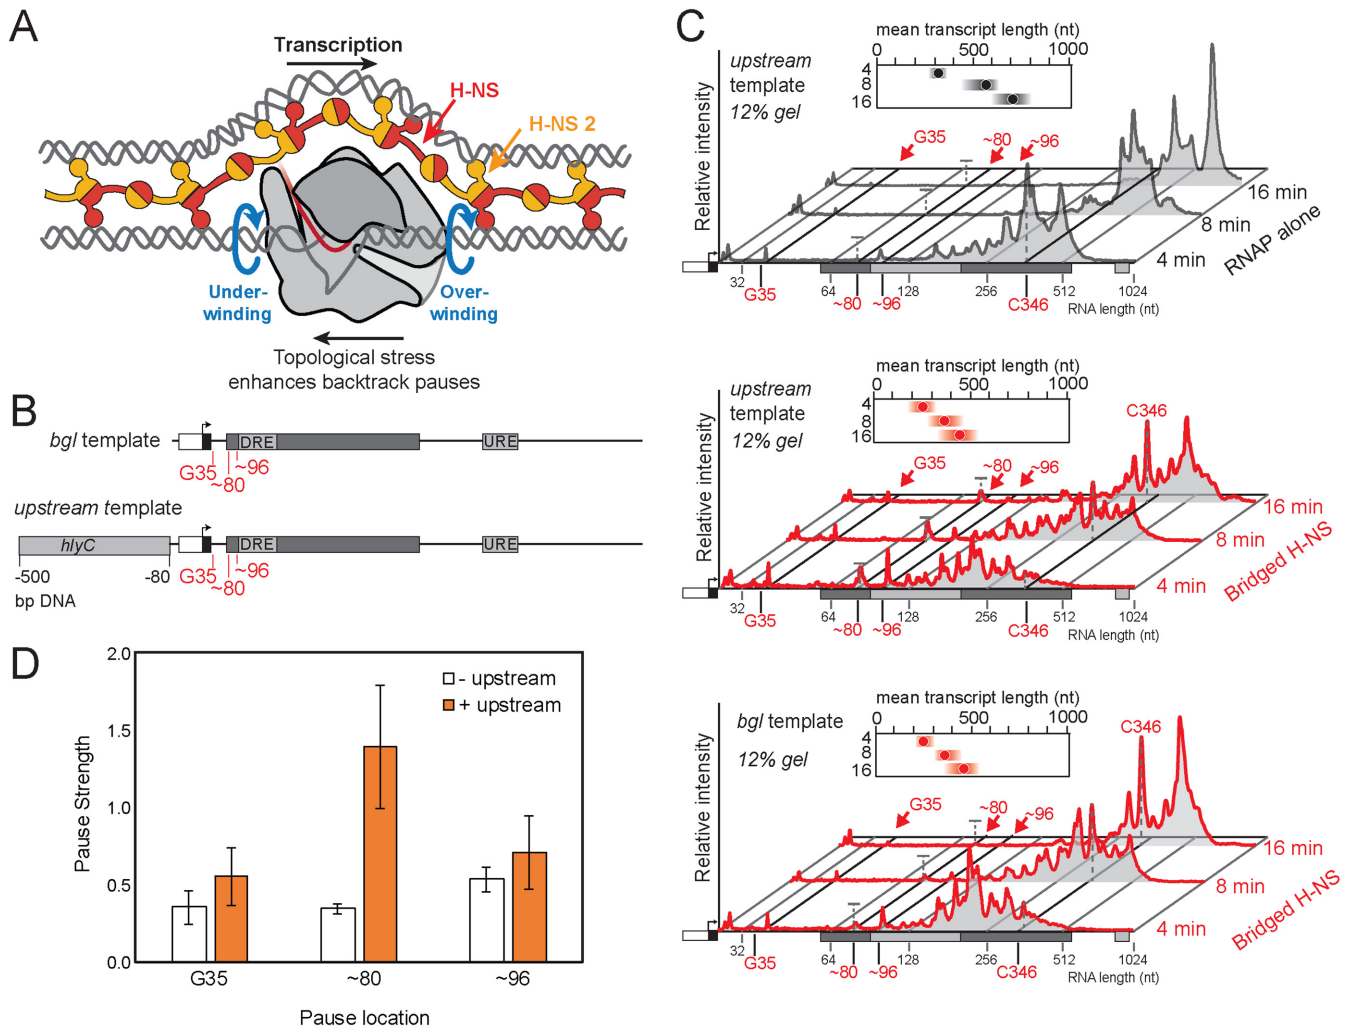 A
Transcription
H-NS
H-NS 2
Under-
winding
Over-
winding
Topological stress
enhances backtrack pauses
B
bgl template
DRE
URE
G35
~80
~96
upstream template
hlyC
DRE
URE
-500
-80
bp DNA
G35
~80
~96
C
mean transcript length (nt)
0 500 1000
4
8
16
upstream
template
12% gel
Relative intensity
G35
~80
~96
16 min
8 min
4 min
RNAP alone
32 64 128 256 512 1024
G35 ~80 ~96 C346
RNA length (nt)
mean transcript length (nt)
0 500 1000
4
8
16
upstream
template
12% gel
Relative intensity
G35
~80
~96
C346
16 min
8 min
4 min
Bridged H-NS
32 64 128 256 512 1024
G35 ~80 ~96 C346
RNA length (nt)
mean transcript length (nt)
0 500 1000
4
8
16
bgl template
12% gel
Relative intensity
G35
~80
~96
C346
16 min
8 min
4 min
Bridged H-NS
32 64 128 256 512 1024
G35 ~80 ~96 C346
RNA length (nt)
D
Pause Strength
2.0
1.5
1.0
0.5
0.0
- upstream
+ upstream
G35 ~80 ~96
Pause location